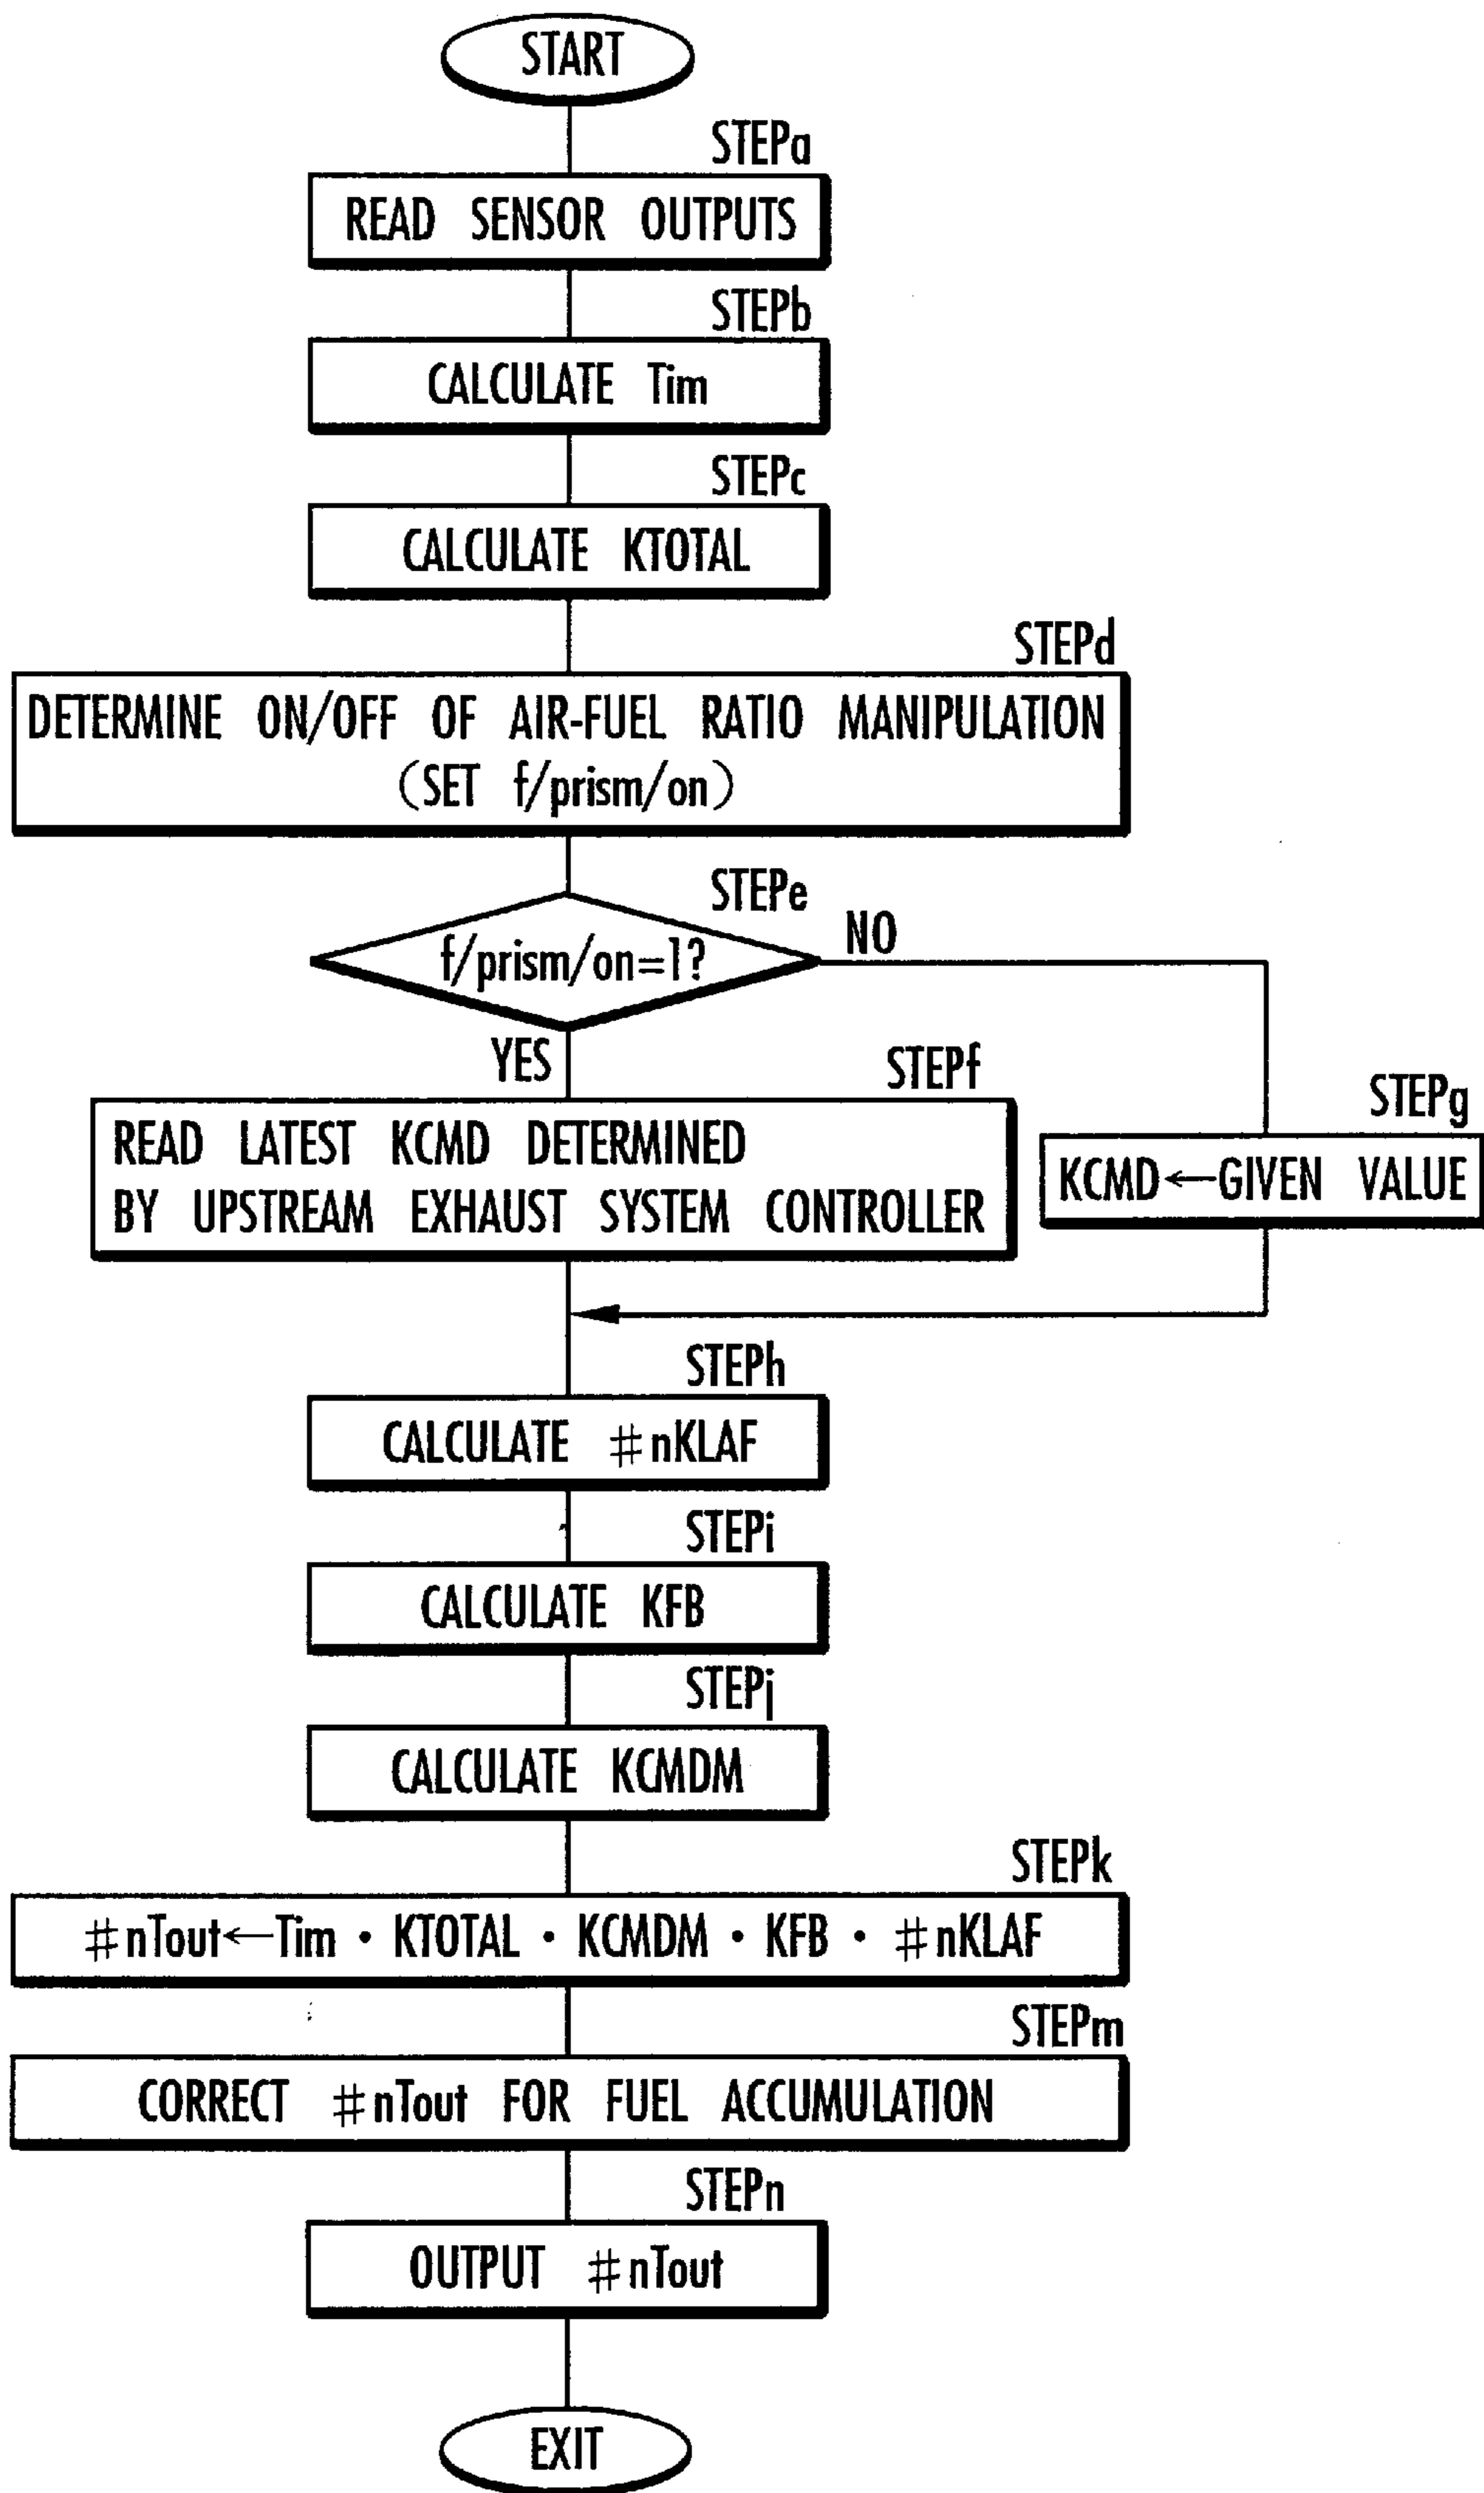 START
STEPa
READ SENSOR OUTPUTS
STEPb
CALCULATE Tim
STEPc
CALCULATE KTOTAL
STEPd
DETERMINE ON/OFF OF AIR-FUEL RATIO MANIPULATION
(SET f/prism/on)
STEPe
f/prism/on=1?
NO
YES
STEPf
READ LATEST KCMD DETERMINED
BY UPSTREAM EXHAUST SYSTEM CONTROLLER
STEPg
KCMD←GIVEN VALUE
STEPh
CALCULATE #nKLAF
STEPi
CALCULATE KFB
STEPj
CALCULATE KCMDM
STEPk
#nTout←Tim · KTOTAL · KCMDM · KFB · #nKLAF
STEPm
CORRECT #nTout FOR FUEL ACCUMULATION
STEPn
OUTPUT #nTout
EXIT